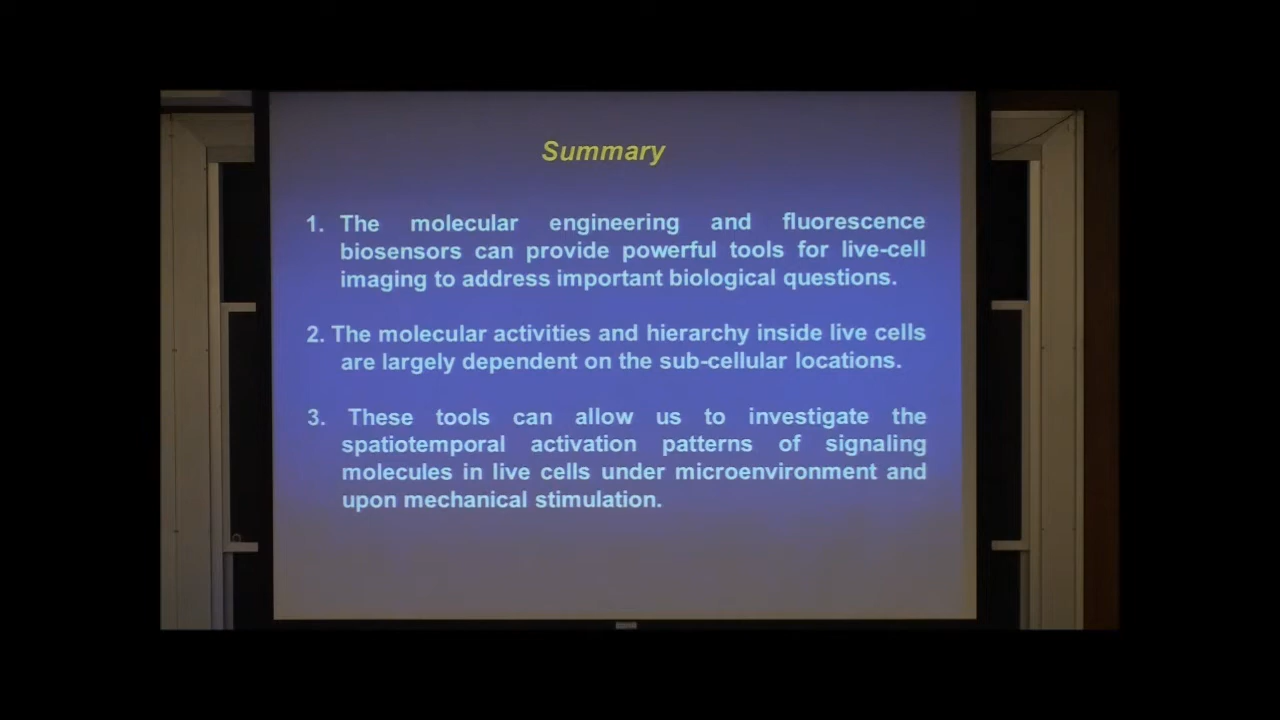 Summary
1. The molecular engineering and fluorescence
biosensors can provide powerful tools for live-cell
imaging to address important biological questions.
2. The molecular activities and hierarchy inside live cells
are largely dependent on the sub-cellular locations.
3. These tools can allow us to investigate the
spatiotemporal activation patterns of signaling
molecules in live cells under microenvironment and
upon mechanical stimulation.